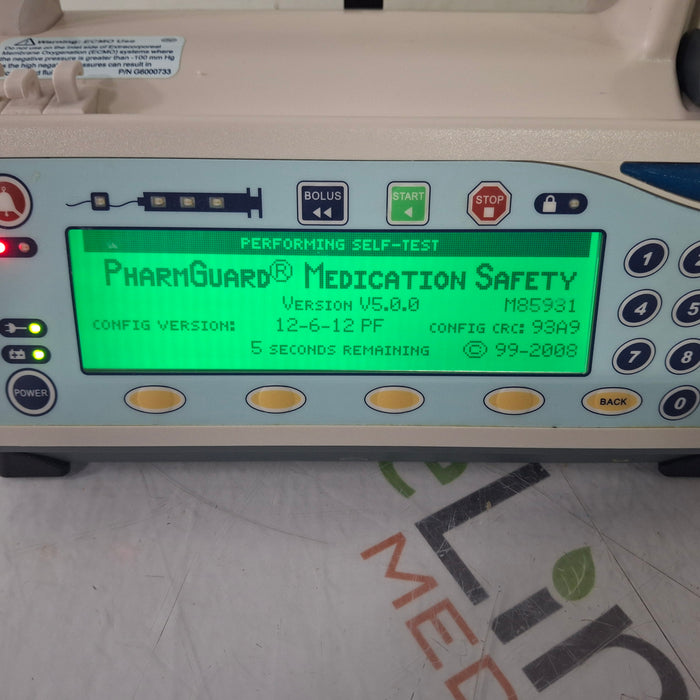 Warning: ECMO Use
Do not use on the inlet side of Extracorporeal
Membrane Oxygenation (ECMO) systems where
the negative pressure is greater than -100 mm Hg
the high negative pressures can result in
P/N G6000733
BOLUS
START
STOP
PERFORMING SELF-TEST
PHARMGUARD® MEDICATION SAFETY
VERSION V5.0.0 M85931
CONFIG VERSION: 12-6-12 PF CONFIG CRC: 93A9
5 SECONDS REMAINING © 99-2008
1
4 5
7 8
0
POWER
BACK
Lin
MED